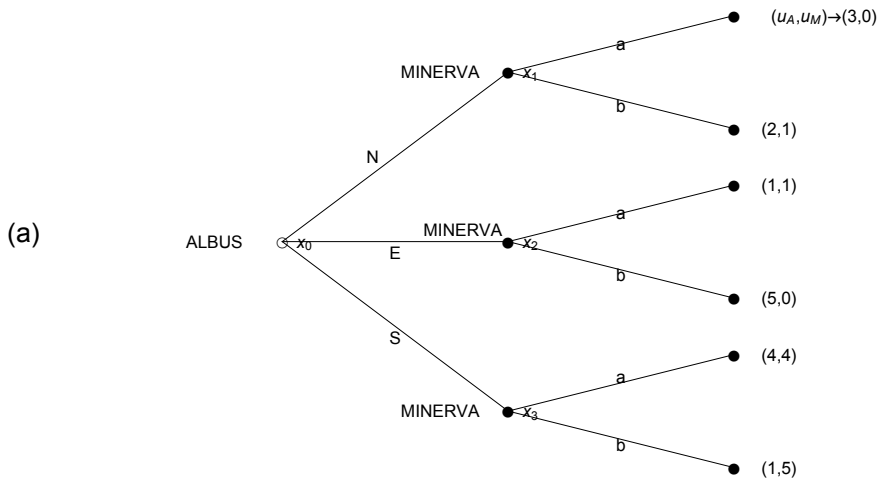 (u_A,u_M)→(3,0)
a
MINERVA x_1
b
(2,1)
N
(1,1)
a
(a)
MINERVA
ALBUS x_0 x_2
E
b
(5,0)
S
(4,4)
a
MINERVA x_3
b
(1,5)